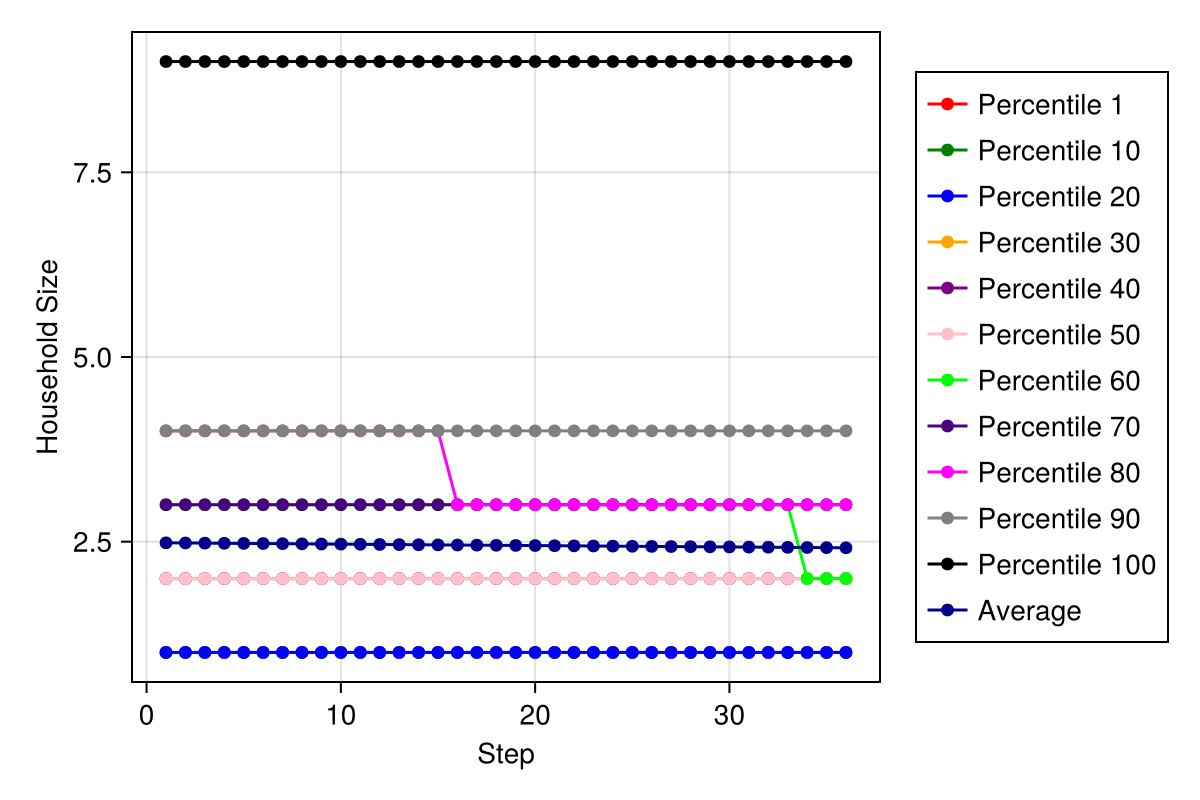 7.5
5.0
2.5
Household Size
0
10
20
30
Step
Percentile 1
Percentile 10
Percentile 20
Percentile 30
Percentile 40
Percentile 50
Percentile 60
Percentile 70
Percentile 80
Percentile 90
Percentile 100
Average